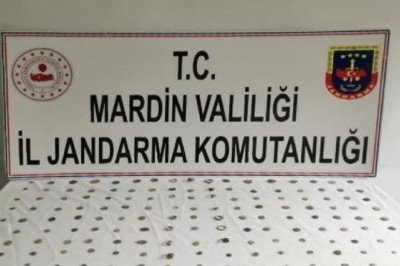 T.C.
MARDİN VALİLİĞİ
İL JANDARMA KOMUTANLIĞI